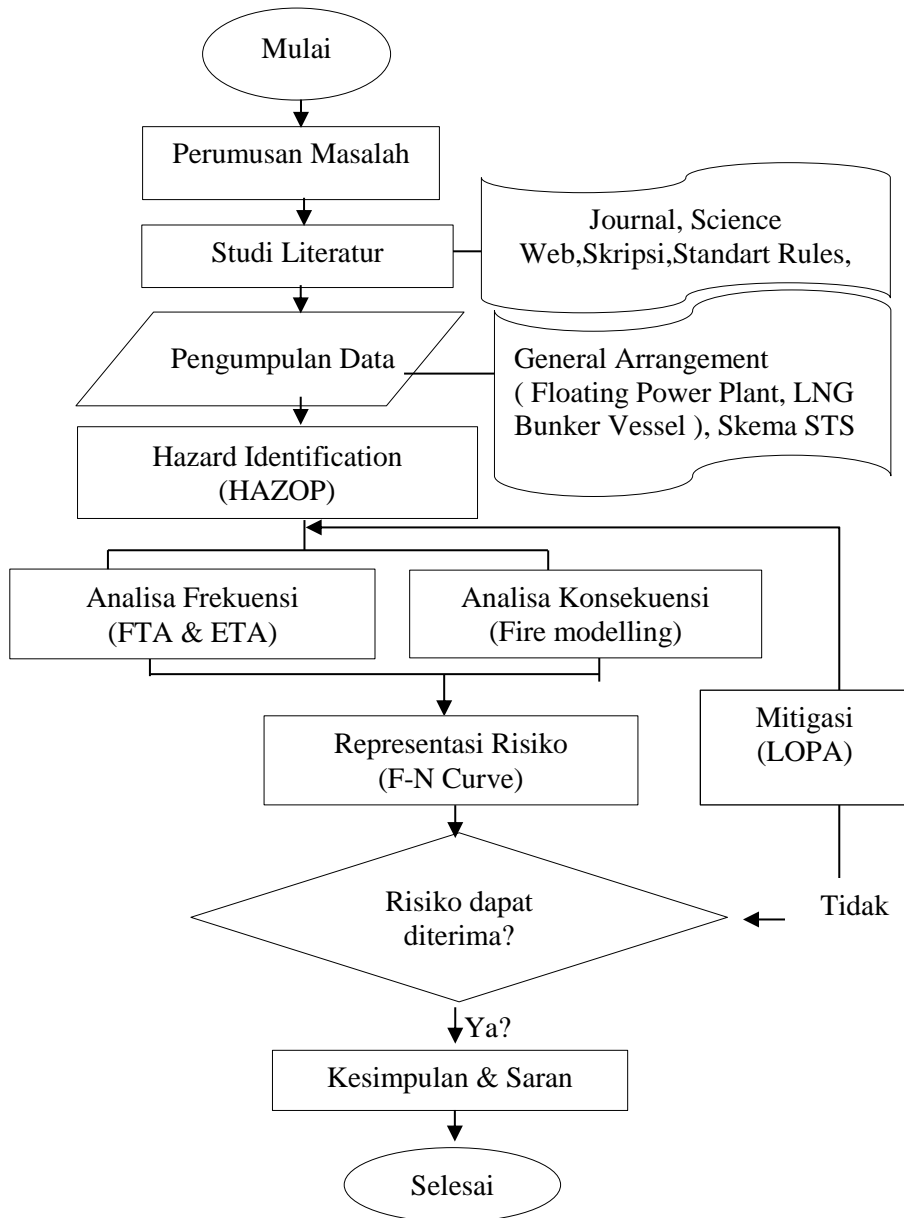 Mulai
Perumusan Masalah
Studi Literatur
Journal, Science
Web,Skripsi,Standart Rules,
Pengumpulan Data
General Arrangement
( Floating Power Plant, LNG
Bunker Vessel ), Skema STS
Hazard Identification
(HAZOP)
Analisa Frekuensi
(FTA & ETA)
Analisa Konsekuensi
(Fire modelling)
Representasi Risiko
(F-N Curve)
Mitigasi
(LOPA)
Risiko dapat
diterima?
Tidak
Ya?
Kesimpulan & Saran
Selesai